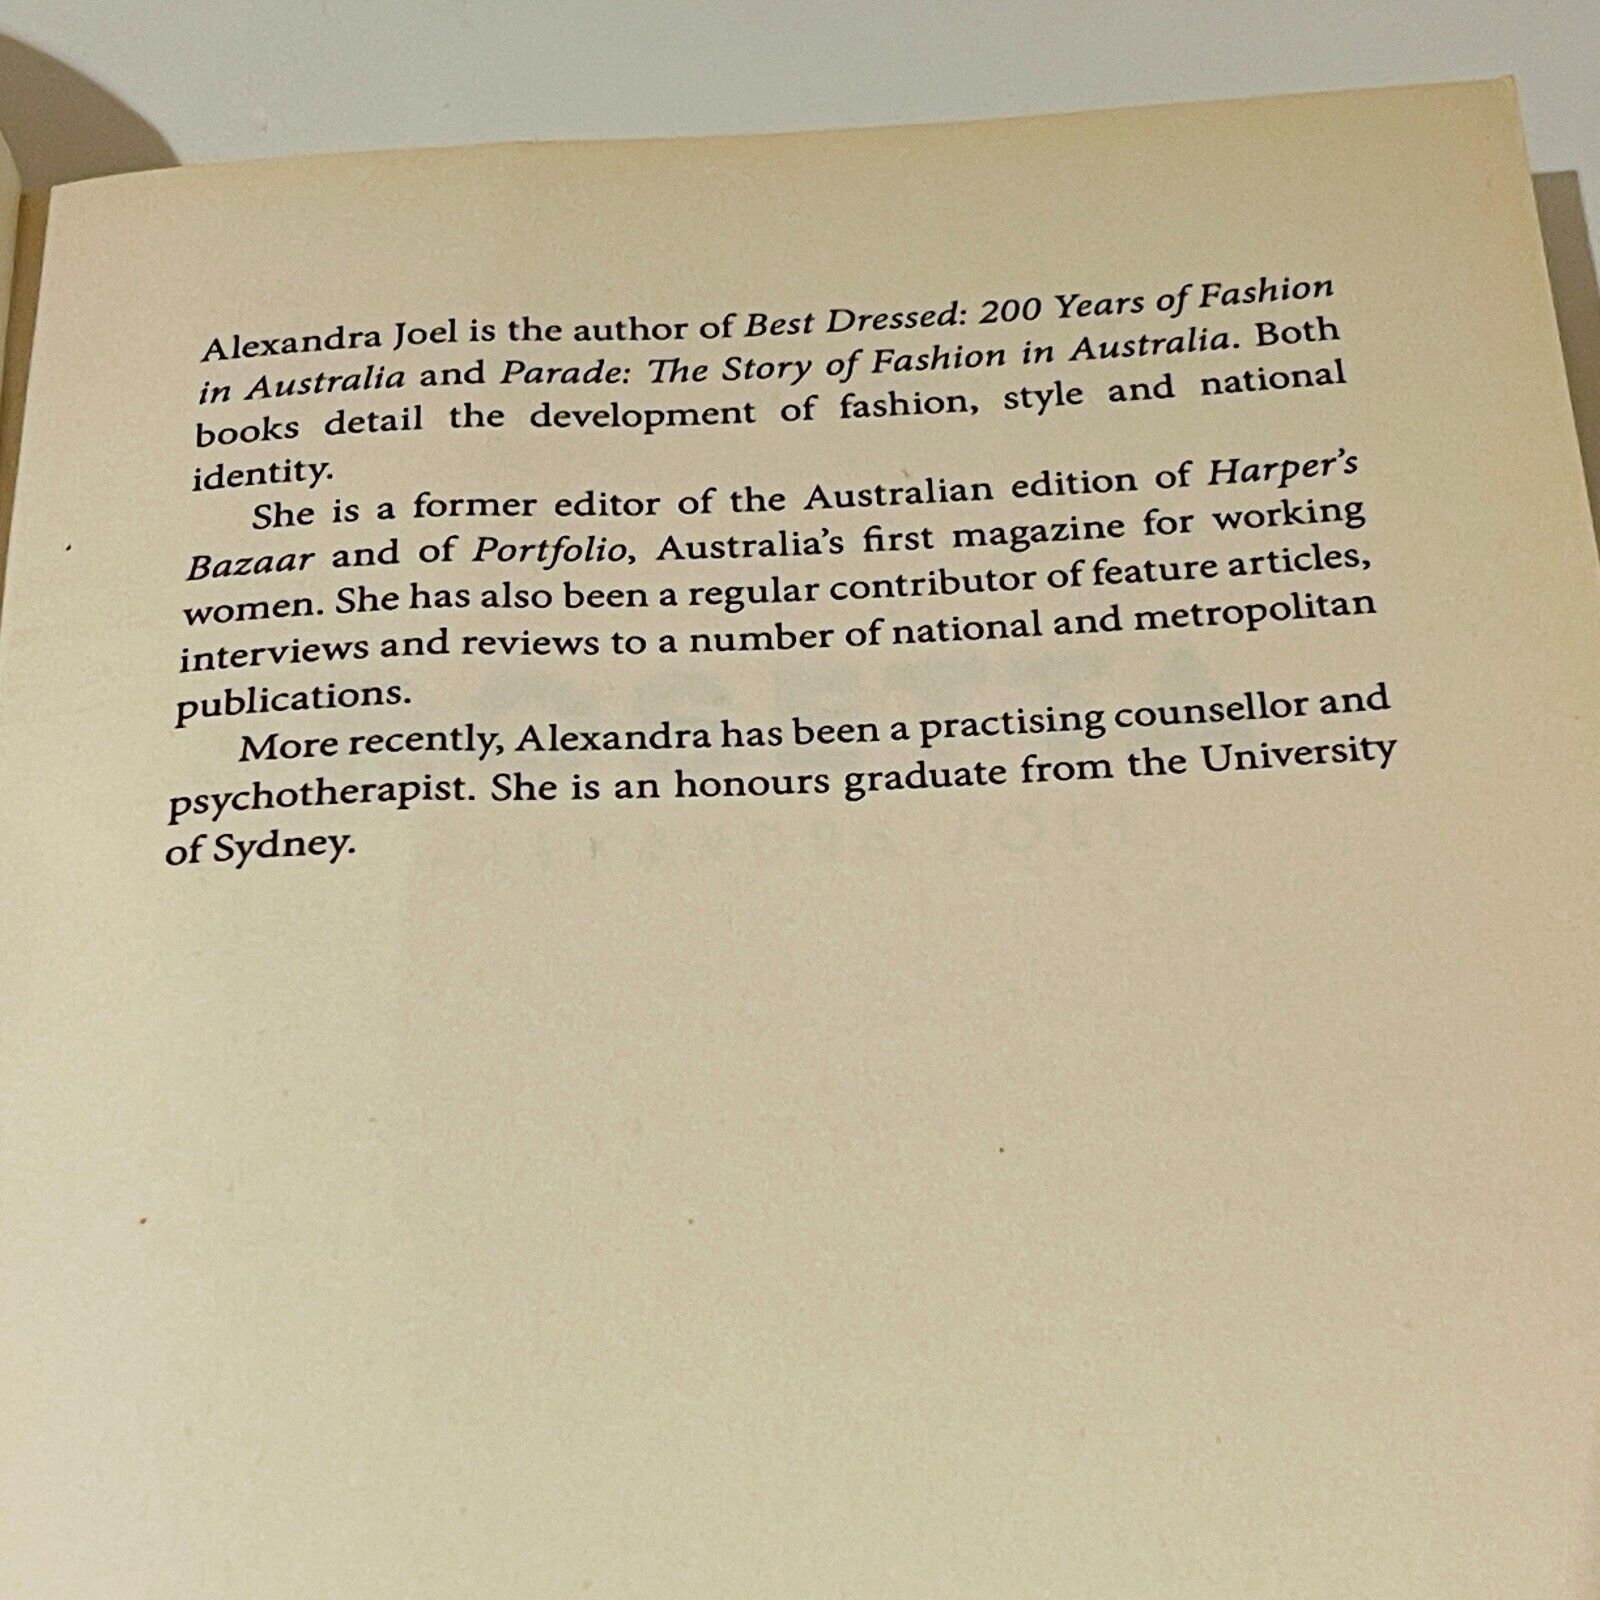 Alexandra Joel is the author of Best Dressed: 200 Years of Fashion
in Australia and Parade: The Story of Fashion in Australia. Both
books detail the development of fashion, style and national
identity.
She is a former editor of the Australian edition of Harper's
Bazaar and of Portfolio, Australia's first magazine for working
women. She has also been a regular contributor of feature articles,
interviews and reviews to a number of national and metropolitan
publications.
More recently, Alexandra has been a practising counsellor and
psychotherapist. She is an honours graduate from the University
of Sydney.